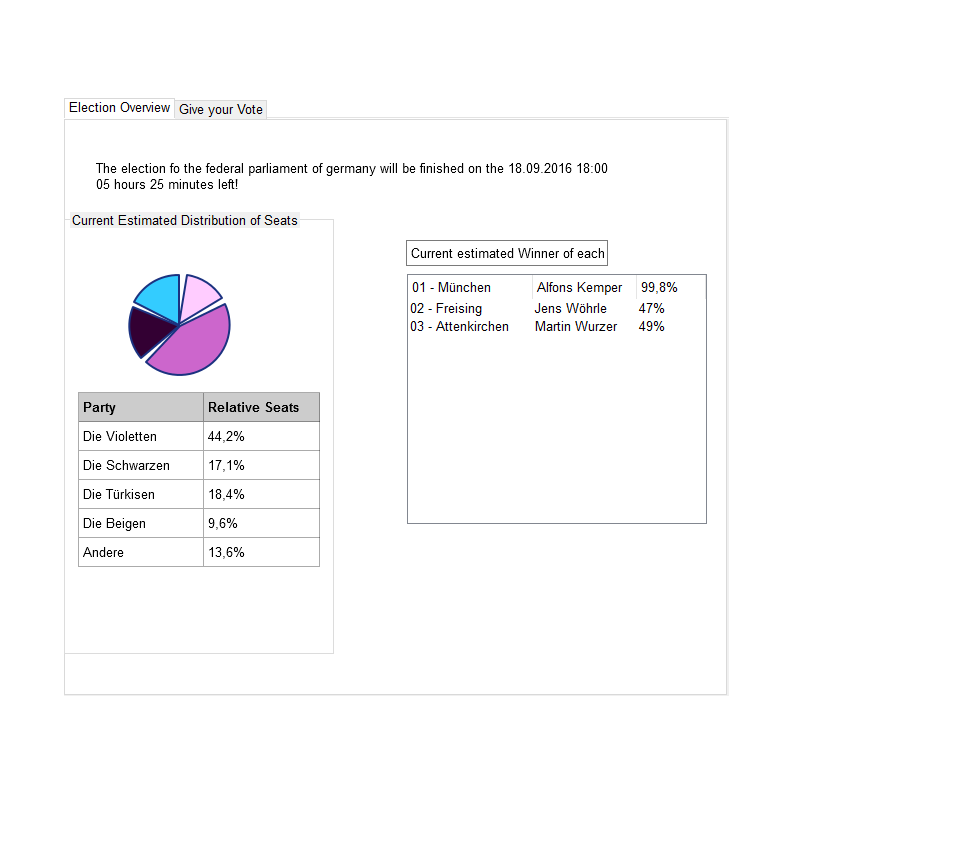 Election Overview Give your Vote
The election fo the federal parliament of germany will be finished on the 18.09.2016 18:00
05 hours 25 minutes left!
Current Estimated Distribution of Seats
Party Relative Seats
Die Violetten 44,2%
Die Schwarzen 17,1%
Die Türkisen 18,4%
Die Beigen 9,6%
Andere 13,6%
Current estimated Winner of each
01 - München Alfons Kemper 99,8%
02 - Freising Jens Wöhrle 47%
03 - Attenkirchen Martin Wurzer 49%